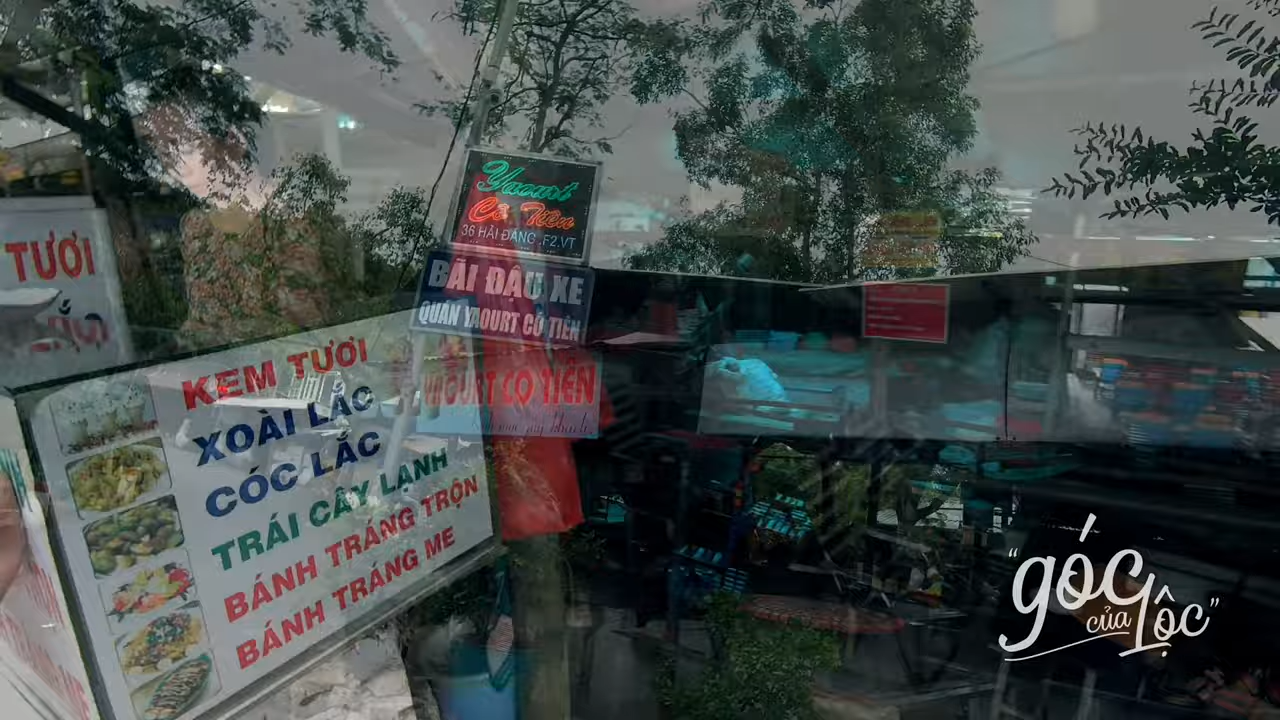 Yaourt
Cô Tiên
36 HẢI ĐĂNG .F2.VT
BÃI ĐẬU XE
QUÁN YAOURT CÔ TIÊN
YAOURT CÔ TIÊN
TƯƠI
KEM TƯƠI
XOÀI LẮC
CÓC LẮC
TRÁI CÂY LẠNH
BÁNH TRÁNG TRỘN
BÁNH TRÁNG ME
"góc
của
Lộc"